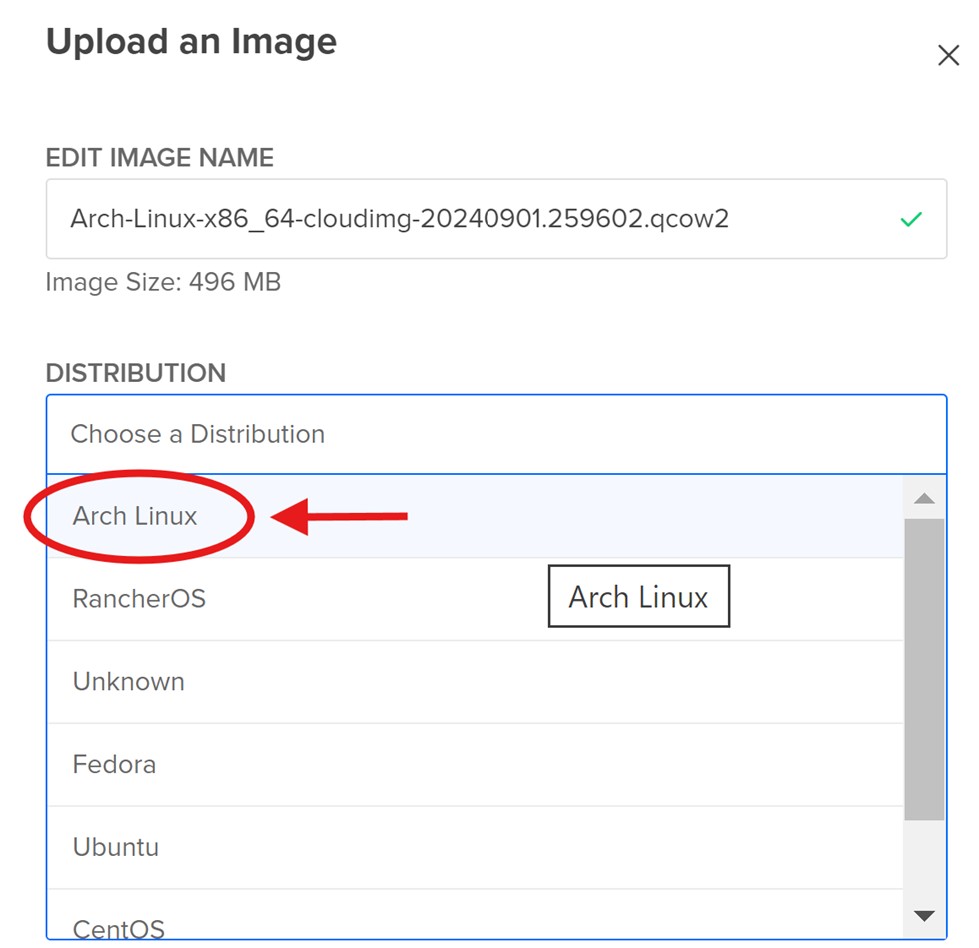 Upload an Image
EDIT IMAGE NAME
Arch-Linux-x86_64-cloudimg-20240901.259602.qcow2
Image Size: 496 MB
DISTRIBUTION
Choose a Distribution
Arch Linux
RancherOS
Arch Linux
Unknown
Fedora
Ubuntu
CentOS